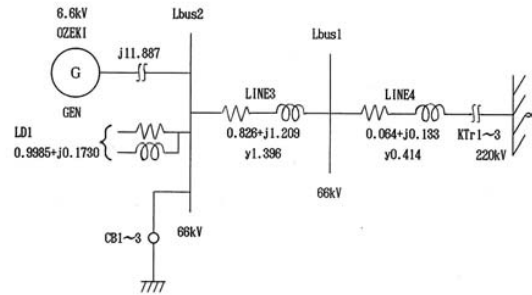 6.6kV
OZEKI
G
GEN
j11.887
Lbus2
Lbus1
LINE3
0.826+j1.209
y1.396
LINE4
0.064+j0.133
y0.414
KTr1~3
220kV
∞
LD1
0.9985+j0.1730
CB1~3
66kV
66kV